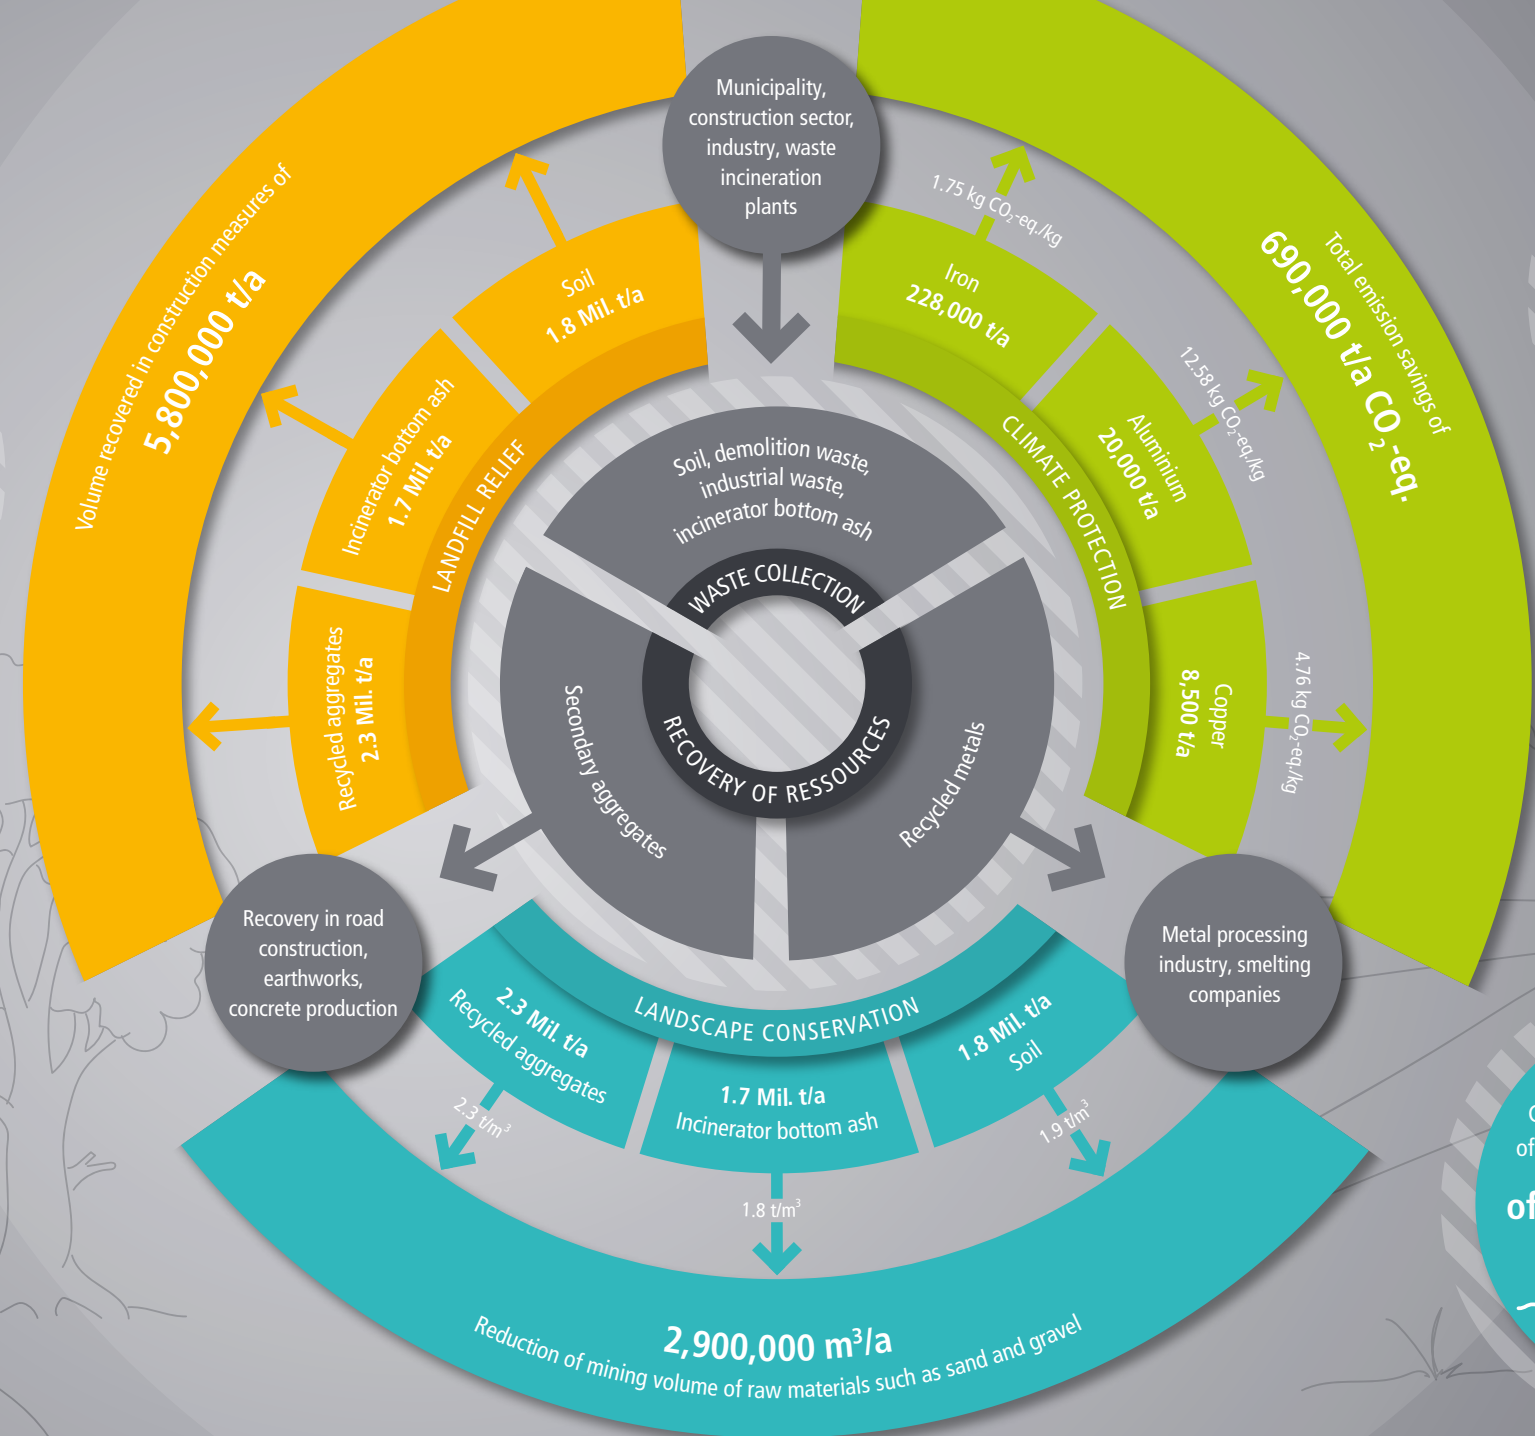 Municipality,
construction sector,
industry, waste
incineration
plants
Volume recovered in construction measures of
5,800,000 t/a
Soil
1.8 Mil. t/a
Incinerator bottom ash
1.7 Mil. t/a
Recycled aggregates
2.3 Mil. t/a
LANDFILL RELIEF
Total emission savings of
690,000 t/a CO₂-eq.
1.75 kg CO₂-eq./kg
Iron
228,000 t/a
12.58 kg CO₂-eq./kg
Aluminium
20,000 t/a
4.76 kg CO₂-eq./kg
Copper
8,500 t/a
CLIMATE PROTECTION
Soil, demolition waste,
industrial waste,
incinerator bottom ash
WASTE COLLECTION
RECOVERY OF RESSOURCES
Secondary aggregates
Recycled metals
Recovery in road
construction,
earthworks,
concrete production
Metal processing
industry, smelting
companies
LANDSCAPE CONSERVATION
2.3 Mil. t/a
Recycled aggregates
1.7 Mil. t/a
Incinerator bottom ash
1.8 Mil. t/a
Soil
2.3 t/m³
1.8 t/m³
1.9 t/m³
2,900,000 m³/a
Reduction of mining volume of raw materials such as sand and gravel
of
of